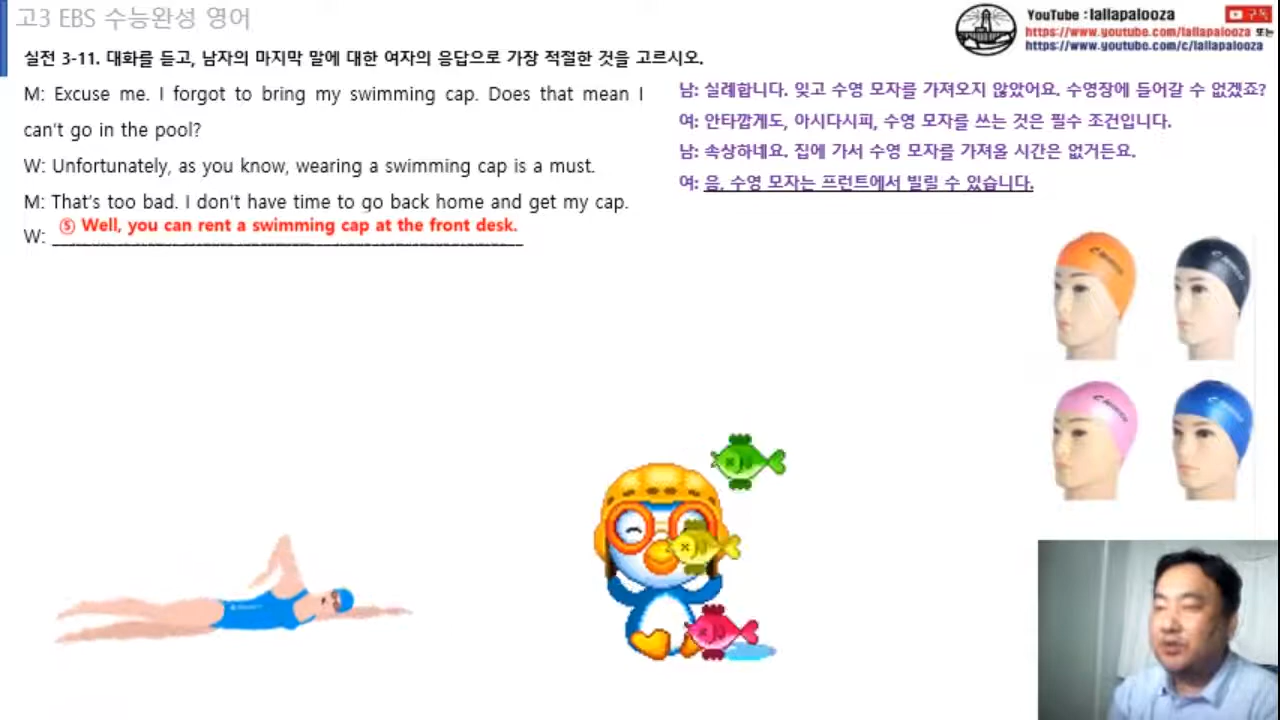 고3 EBS 수능완성 영어
YouTube : lallapalooza
구독
https://www.youtube.com/lallapalooza 또는
https://www.youtube.com/c/lallapalooza
실전 3-11. 대화를 듣고, 남자의 마지막 말에 대한 여자의 응답으로 가장 적절한 것을 고르시오.
M: Excuse me. I forgot to bring my swimming cap. Does that mean I
can't go in the pool?
W: Unfortunately, as you know, wearing a swimming cap is a must.
M: That's too bad. I don't have time to go back home and get my cap.
W: ⑤ Well, you can rent a swimming cap at the front desk.
남: 실례합니다. 잊고 수영 모자를 가져오지 않았어요. 수영장에 들어갈 수 없겠죠?
여: 안타깝게도, 아시다시피, 수영 모자를 쓰는 것은 필수 조건입니다.
남: 속상하네요. 집에 가서 수영 모자를 가져올 시간은 없거든요.
여: 음, 수영 모자는 프런트에서 빌릴 수 있습니다.